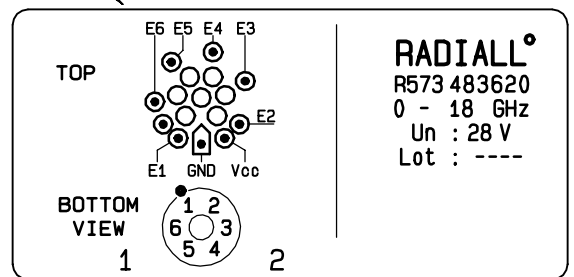 E6 E5 E4 E3
TOP
E2
E1 GND Vcc
BOTTOM
VIEW
1 2
6 3
5 4
1 2
RADIALL°
R573 483620
0 - 18 GHz
Un : 28 V
Lot : ----